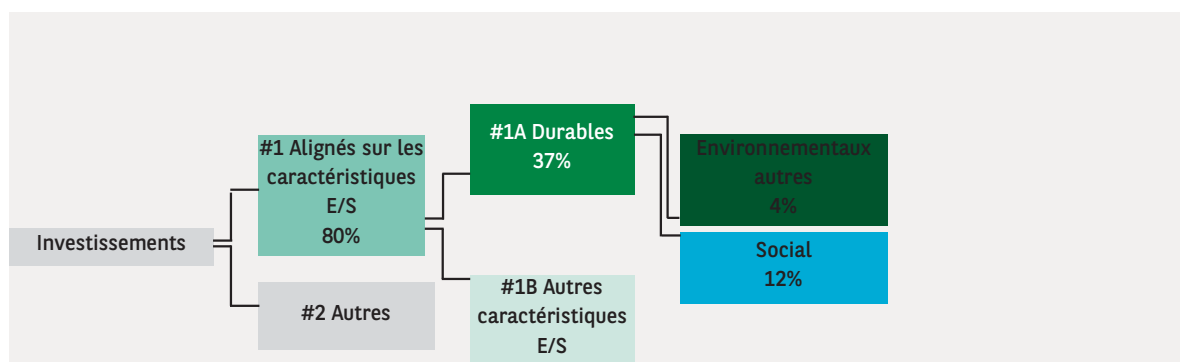 Investissements
#1 Alignés sur les
caractéristiques
E/S
80%
#2 Autres
#1A Durables
37%
#1B Autres
caractéristiques
E/S
Environnementaux
autres
4%
Social
12%